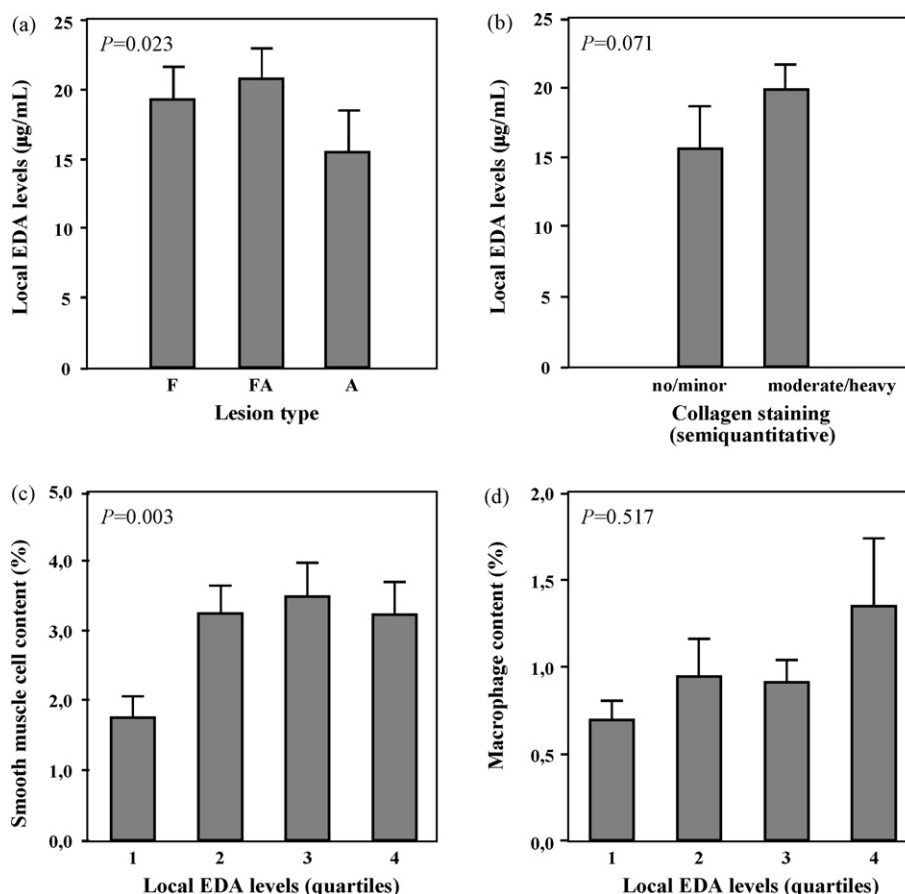 (a)
P=0.023
Local EDA levels (µg/mL)
25
20
15
10
5
0
F FA A
Lesion type
(b)
P=0.071
Local EDA levels (µg/mL)
25
20
15
10
5
0
no/minor moderate/heavy
Collagen staining
(semiquantitative)
(c)
P=0.003
Smooth muscle cell content (%)
5,0
4,0
3,0
2,0
1,0
0,0
1 2 3 4
Local EDA levels (quartiles)
(d)
P=0.517
Macrophage content (%)
2,0
1,5
1,0
0,5
0,0
1 2 3 4
Local EDA levels (quartiles)